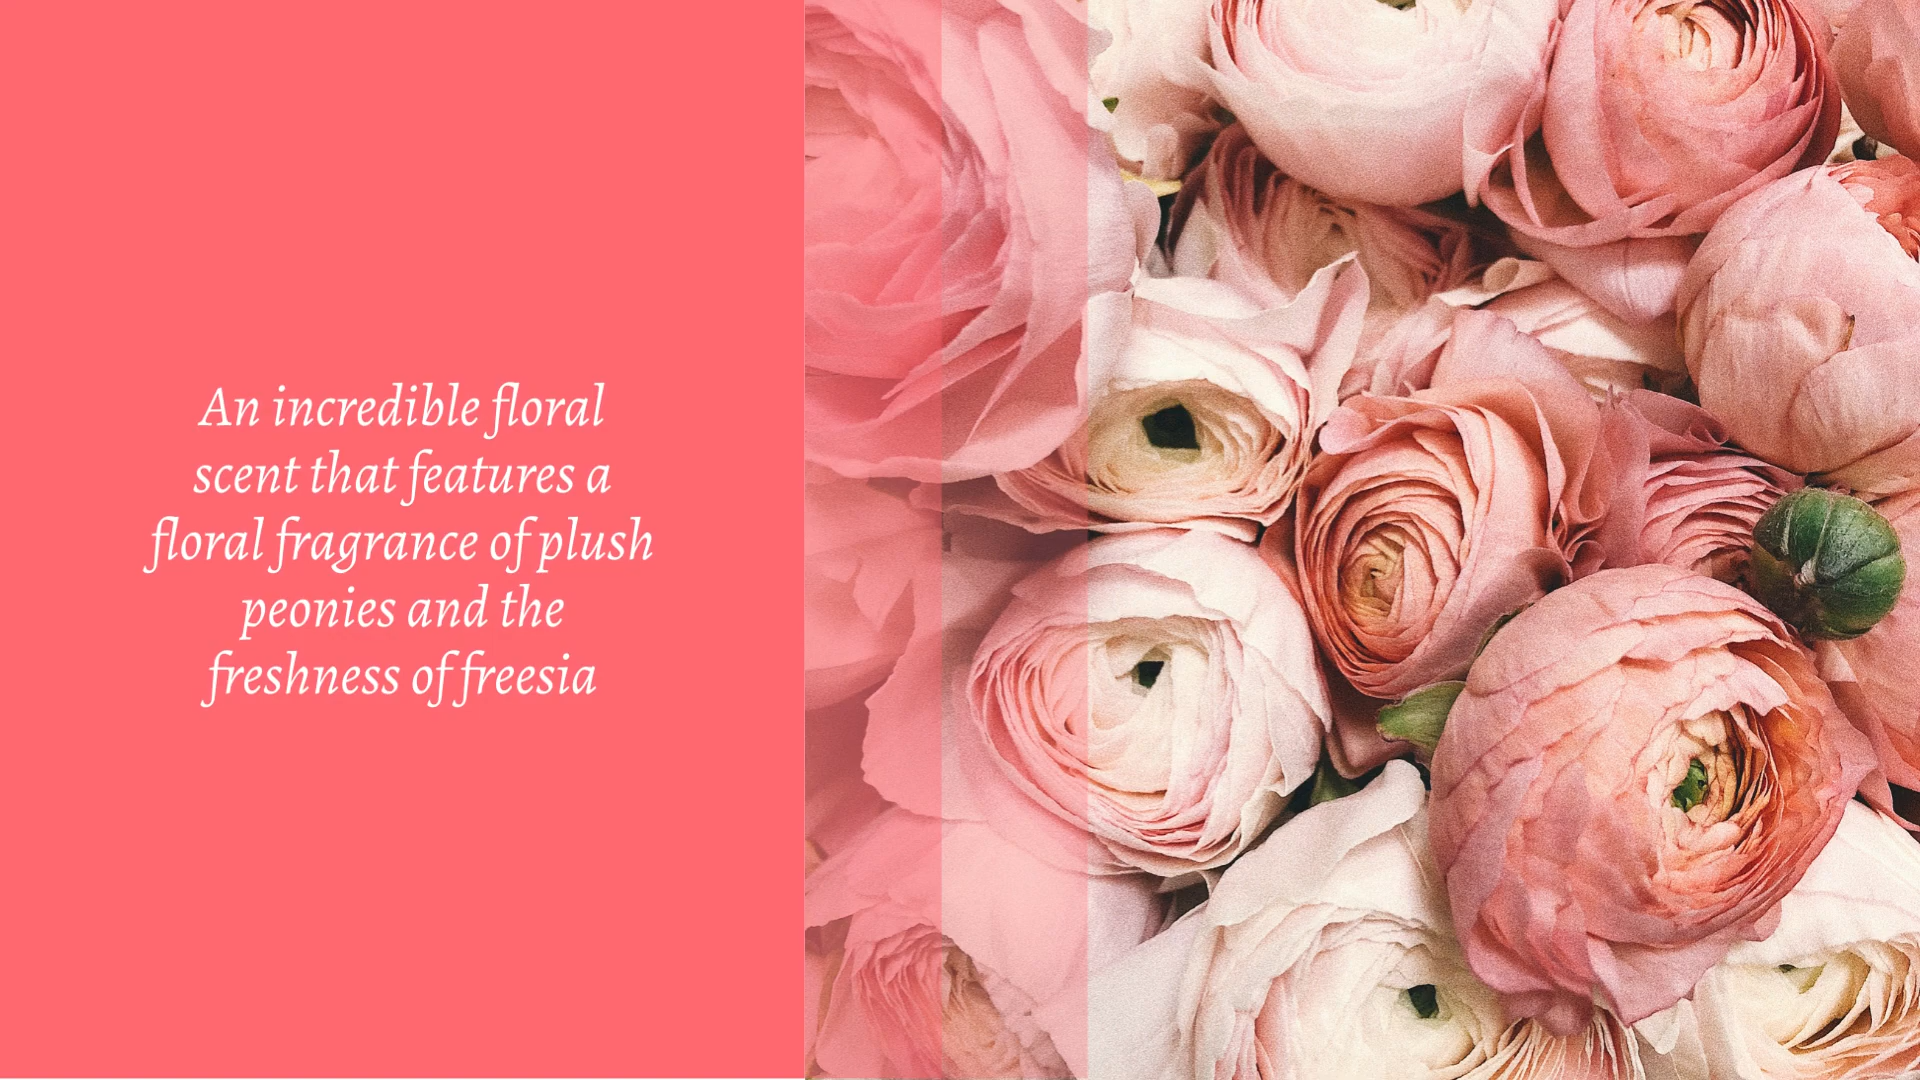 An incredible floral
scent that features a
floral fragrance of plush
peonies and the
freshness of freesia